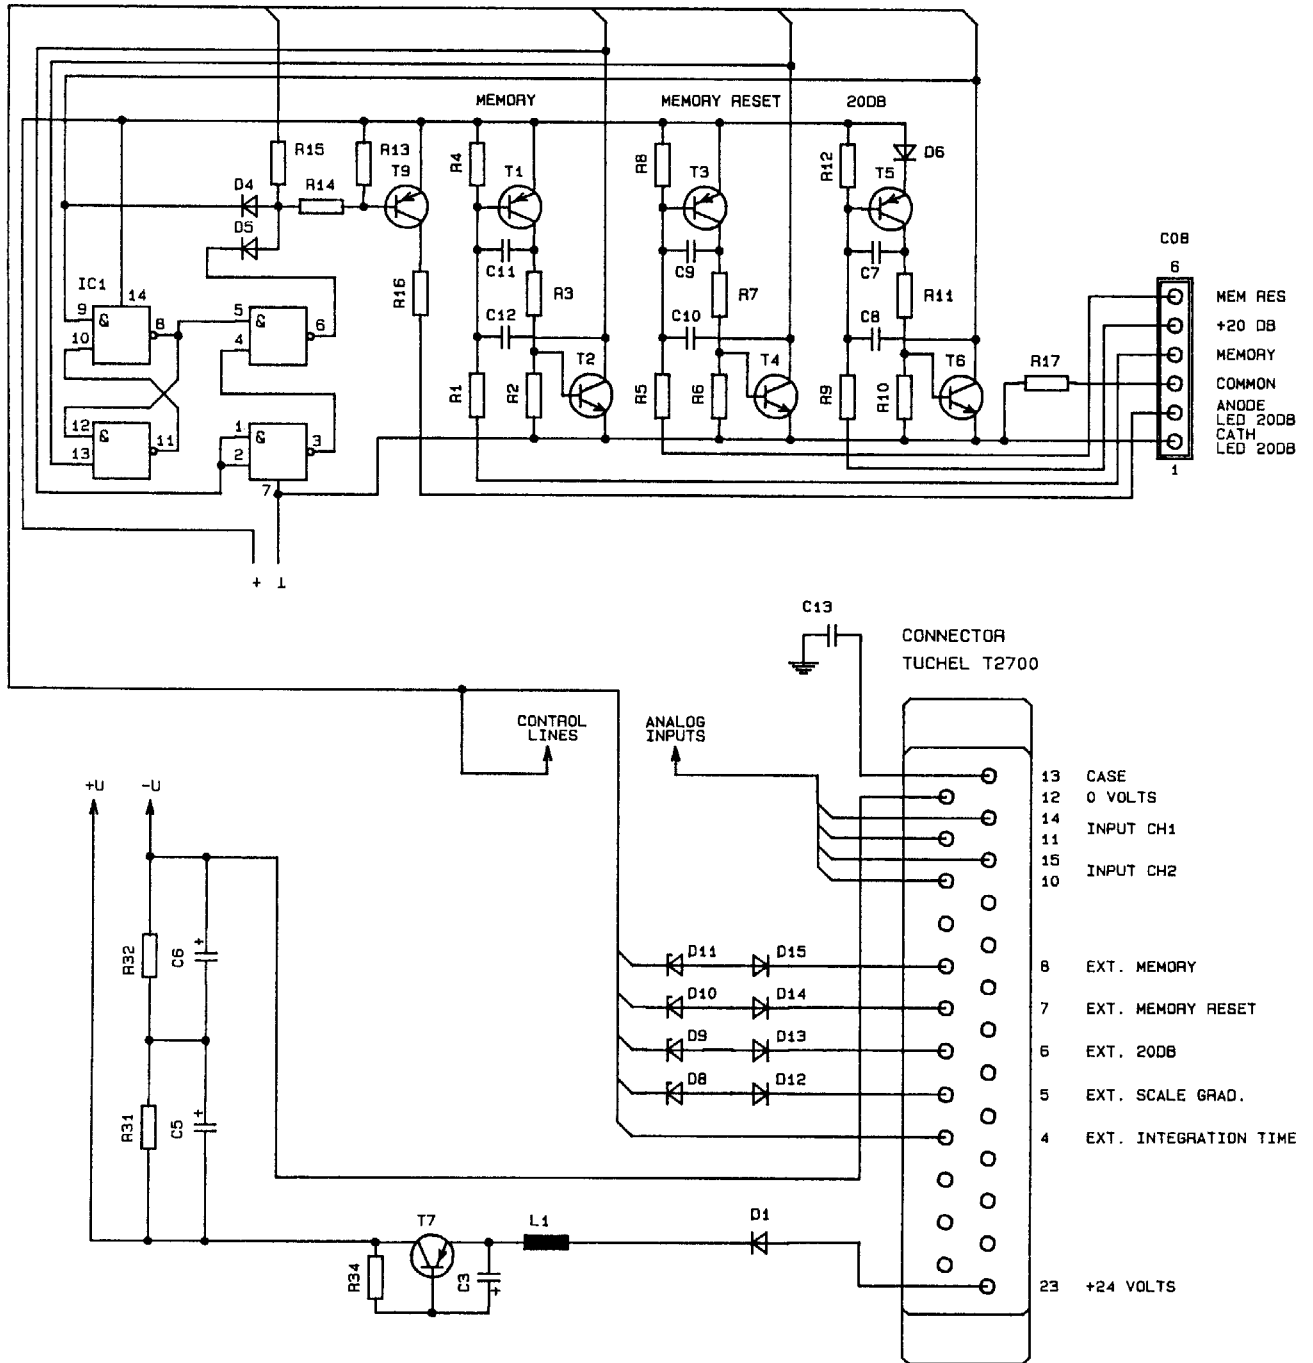 MEMORY
MEMORY RESET
20DB
R15
R13
R4
R8
R12
D6
T9
T1
T3
T5
D4
R14
D5
C08
C11
C9
C7
6
IC1
14
R16
R3
R7
R11
MEM RES
9
&
8
5
&
6
+20 DB
10
4
C12
C10
C8
MEMORY
T2
T4
T6
R17
COMMON
R1
R2
R5
R6
R9
R10
ANODE
LED 20DB
12
&
11
1
&
3
CATH
LED 20DB
13
2
7
1
+
⊥
C13
CONNECTOR
TUCHEL T2700
CONTROL
LINES
ANALOG
INPUTS
+U
-U
13 CASE
12 0 VOLTS
14
INPUT CH1
11
15
INPUT CH2
10
R32
C6
+
D11
D15
8 EXT. MEMORY
D10
D14
7 EXT. MEMORY RESET
D9
D13
6 EXT. 20DB
D8
D12
5 EXT. SCALE GRAD.
R31
C5
+
4 EXT. INTEGRATION TIME
T7
L1
D1
R34
C3
+
23 +24 VOLTS